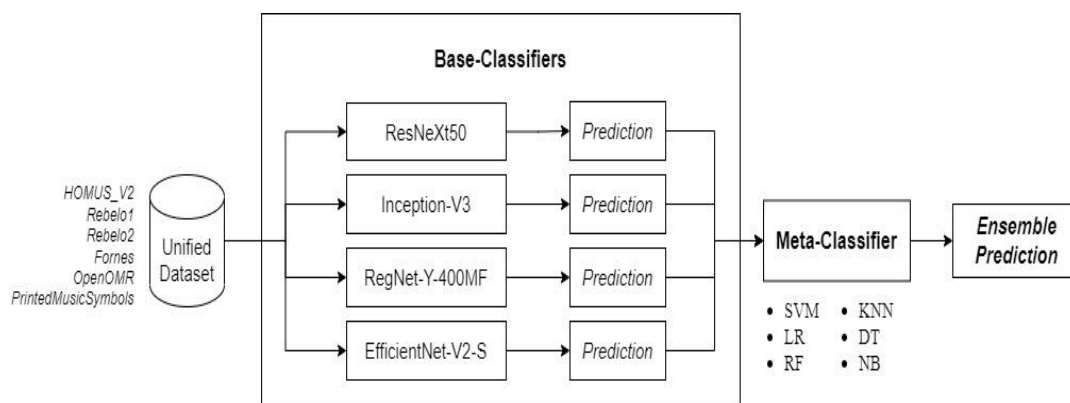 Base-Classifiers
HOMUS_V2
Rebelo1
Rebelo2
Fornes
OpenOMR
PrintedMusicSymbols
Unified
Dataset
ResNeXt50
Prediction
Inception-V3
Prediction
RegNet-Y-400MF
Prediction
EfficientNet-V2-S
Prediction
Meta-Classifier
• SVM • KNN
• LR • DT
• RF • NB
Ensemble
Prediction